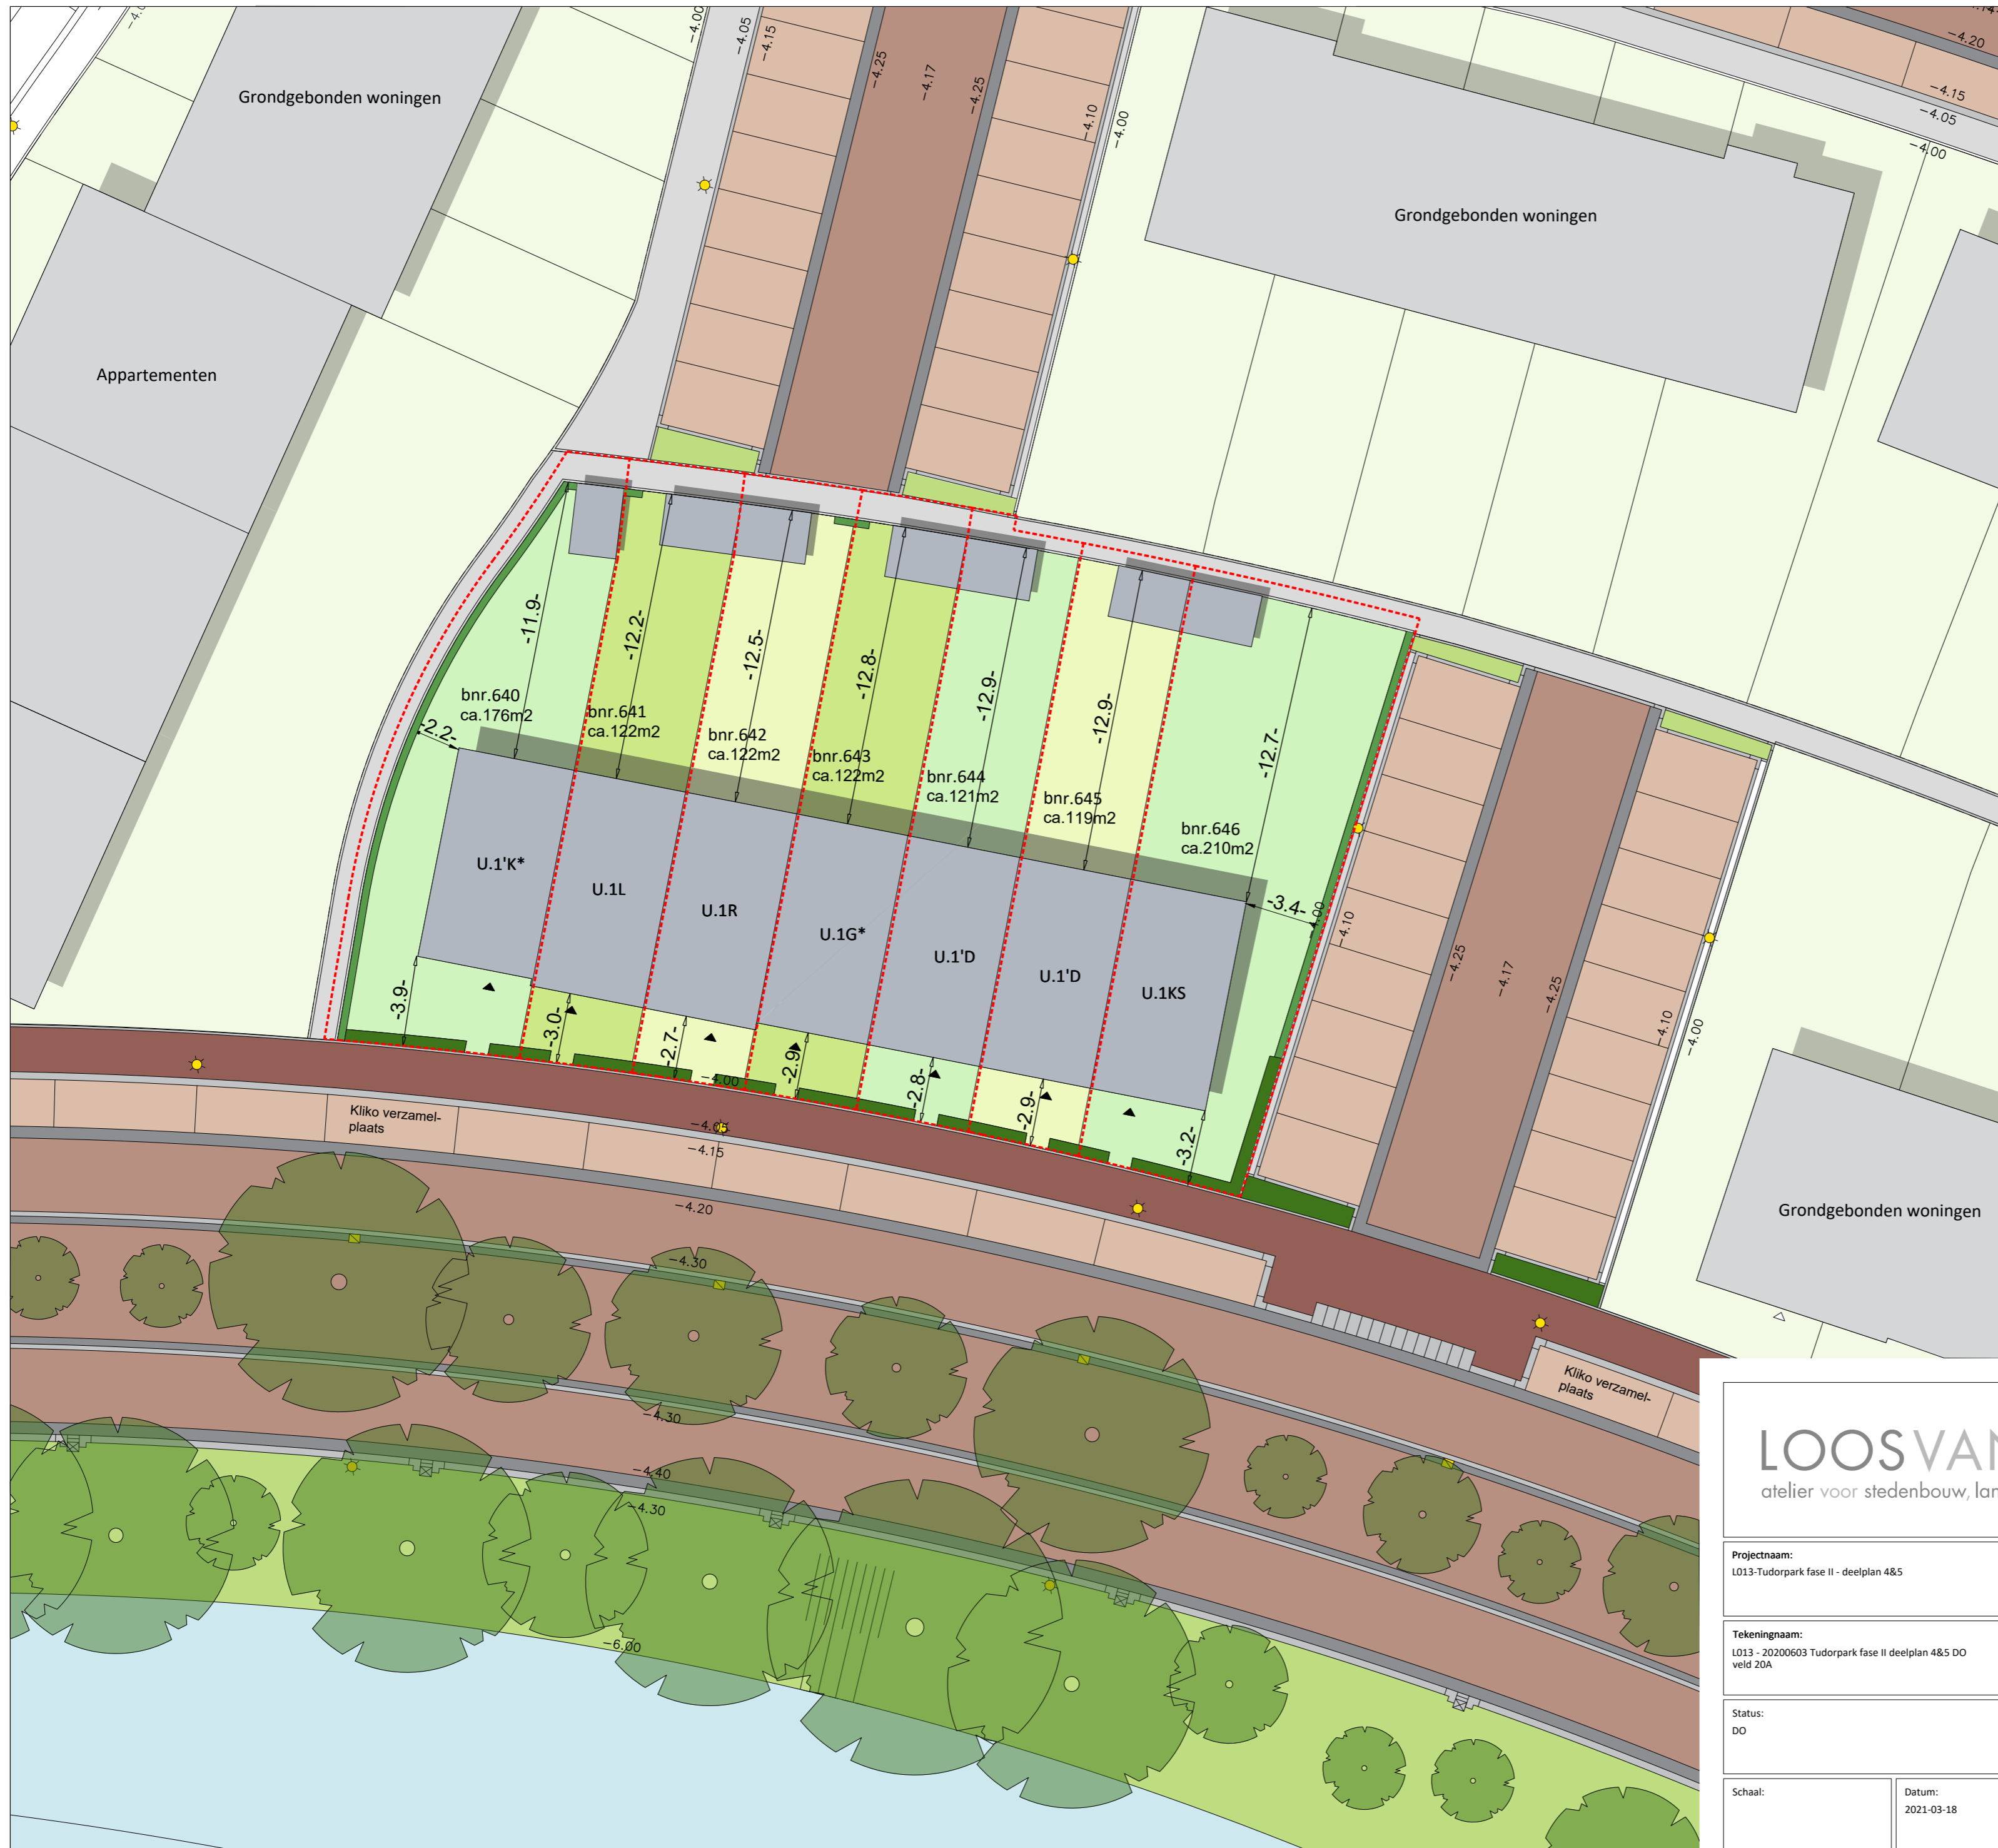 -4.00
-4.05
-4.15
-4.25
-4.17
-4.25
-4.10
-4.00
-4.20
-4.15
-4.05
-4.00
Grondgebonden woningen
Grondgebonden woningen
Appartementen
-11.9-
-12.2-
-12.5-
-12.8-
-12.9-
-12.9-
-12.7-
bnr.640
ca.176m2
bnr.641
ca.122m2
bnr.642
ca.122m2
bnr.643
ca.122m2
bnr.644
ca.121m2
bnr.645
ca.119m2
bnr.646
ca.210m2
-2.2-
-3.4-
U.1'K*
U.1L
U.1R
U.1G*
U.1'D
U.1'D
U.1KS
-4.10
-4.25
-4.17
-4.25
-4.10
-4.00
-3.9-
-3.0-
-2.7-
-2.9-
-2.8-
-2.9-
-3.2-
-4.00
Kliko verzamel-
plaats
-4.05
-4.15
-4.20
-4.30
-4.30
-4.40
-4.30
-6.00
Grondgebonden woningen
Kliko verzamel-
plaats
LOOSVAN
atelier voor stedenbouw, lan
Projectnaam:
L013-Tudorpark fase II - deelplan 4&5
Tekeningnaam:
L013 - 20200603 Tudorpark fase II deelplan 4&5 DO
veld 20A
Status:
DO
Schaal:
Datum:
2021-03-18